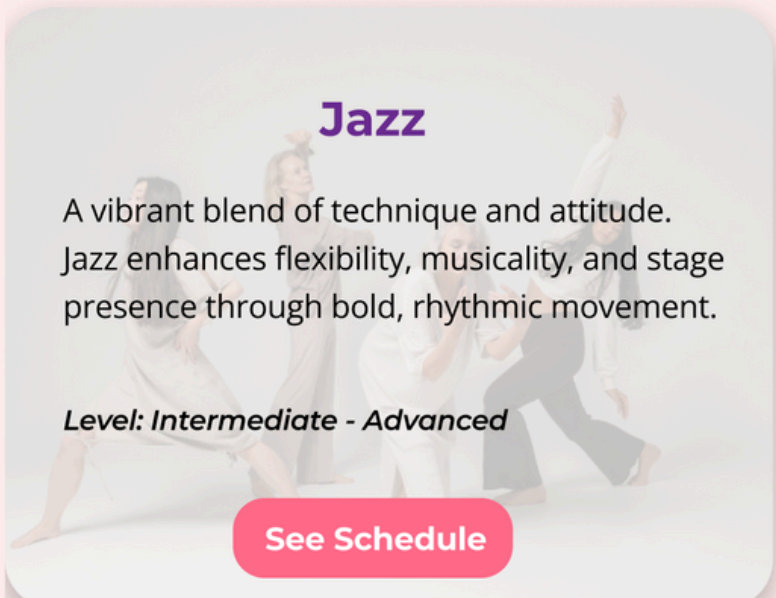 Jazz
A vibrant blend of technique and attitude.
Jazz enhances flexibility, musicality, and stage
presence through bold, rhythmic movement.
Level: Intermediate - Advanced
See Schedule